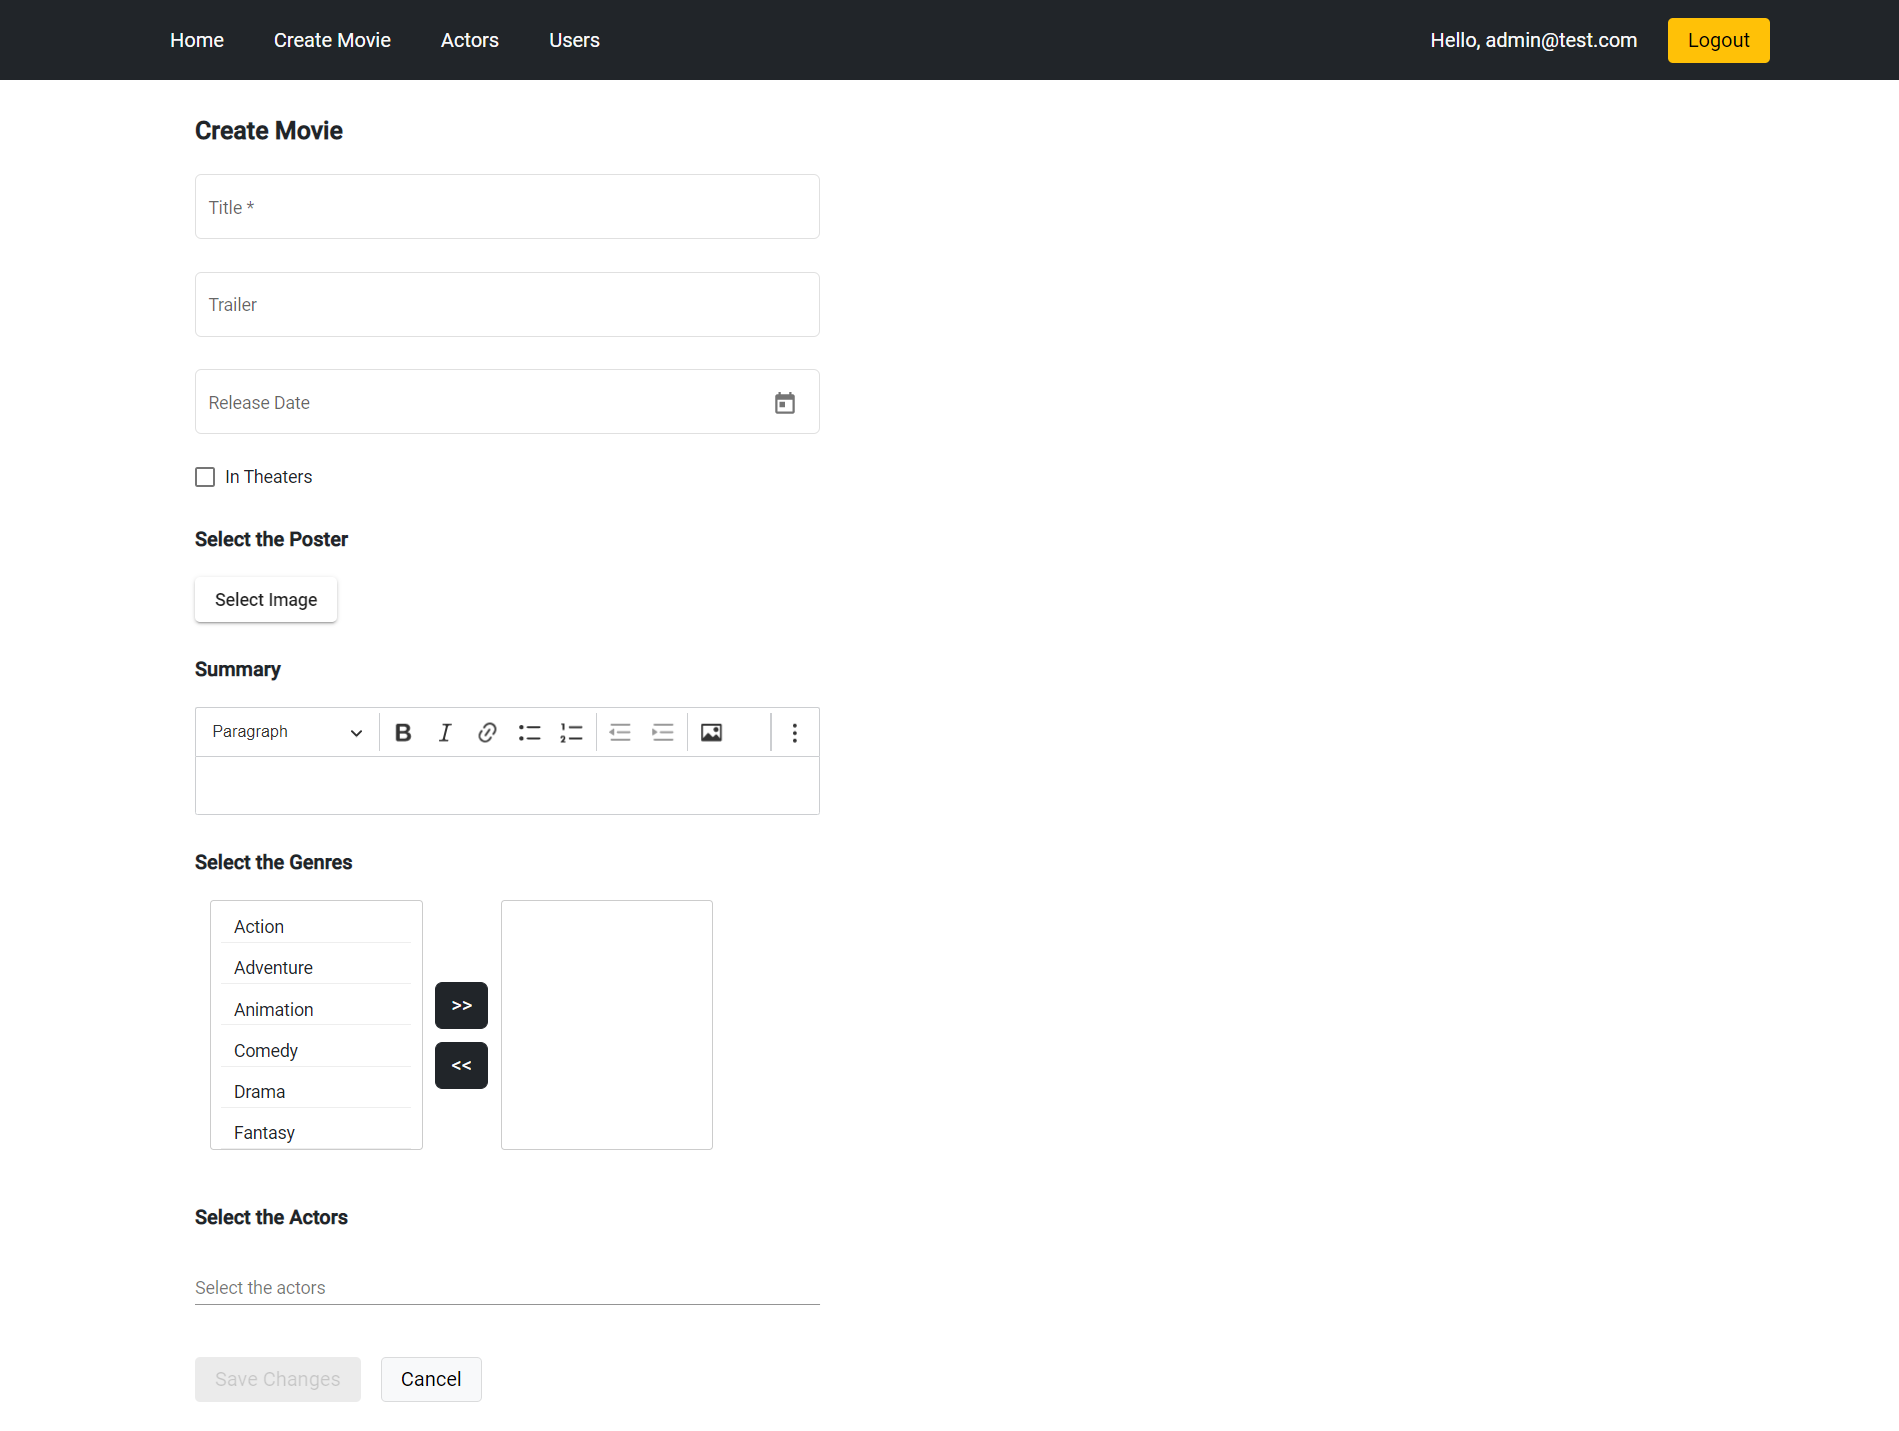 Home Create Movie Actors Users Hello, admin@test.com Logout
Create Movie
Title *
Trailer
Release Date
In Theaters
Select the Poster
Select Image
Summary
Paragraph
Select the Genres
Action
Adventure
Animation
Comedy
Drama
Fantasy
>>
<<
Select the Actors
Select the actors
Save Changes Cancel